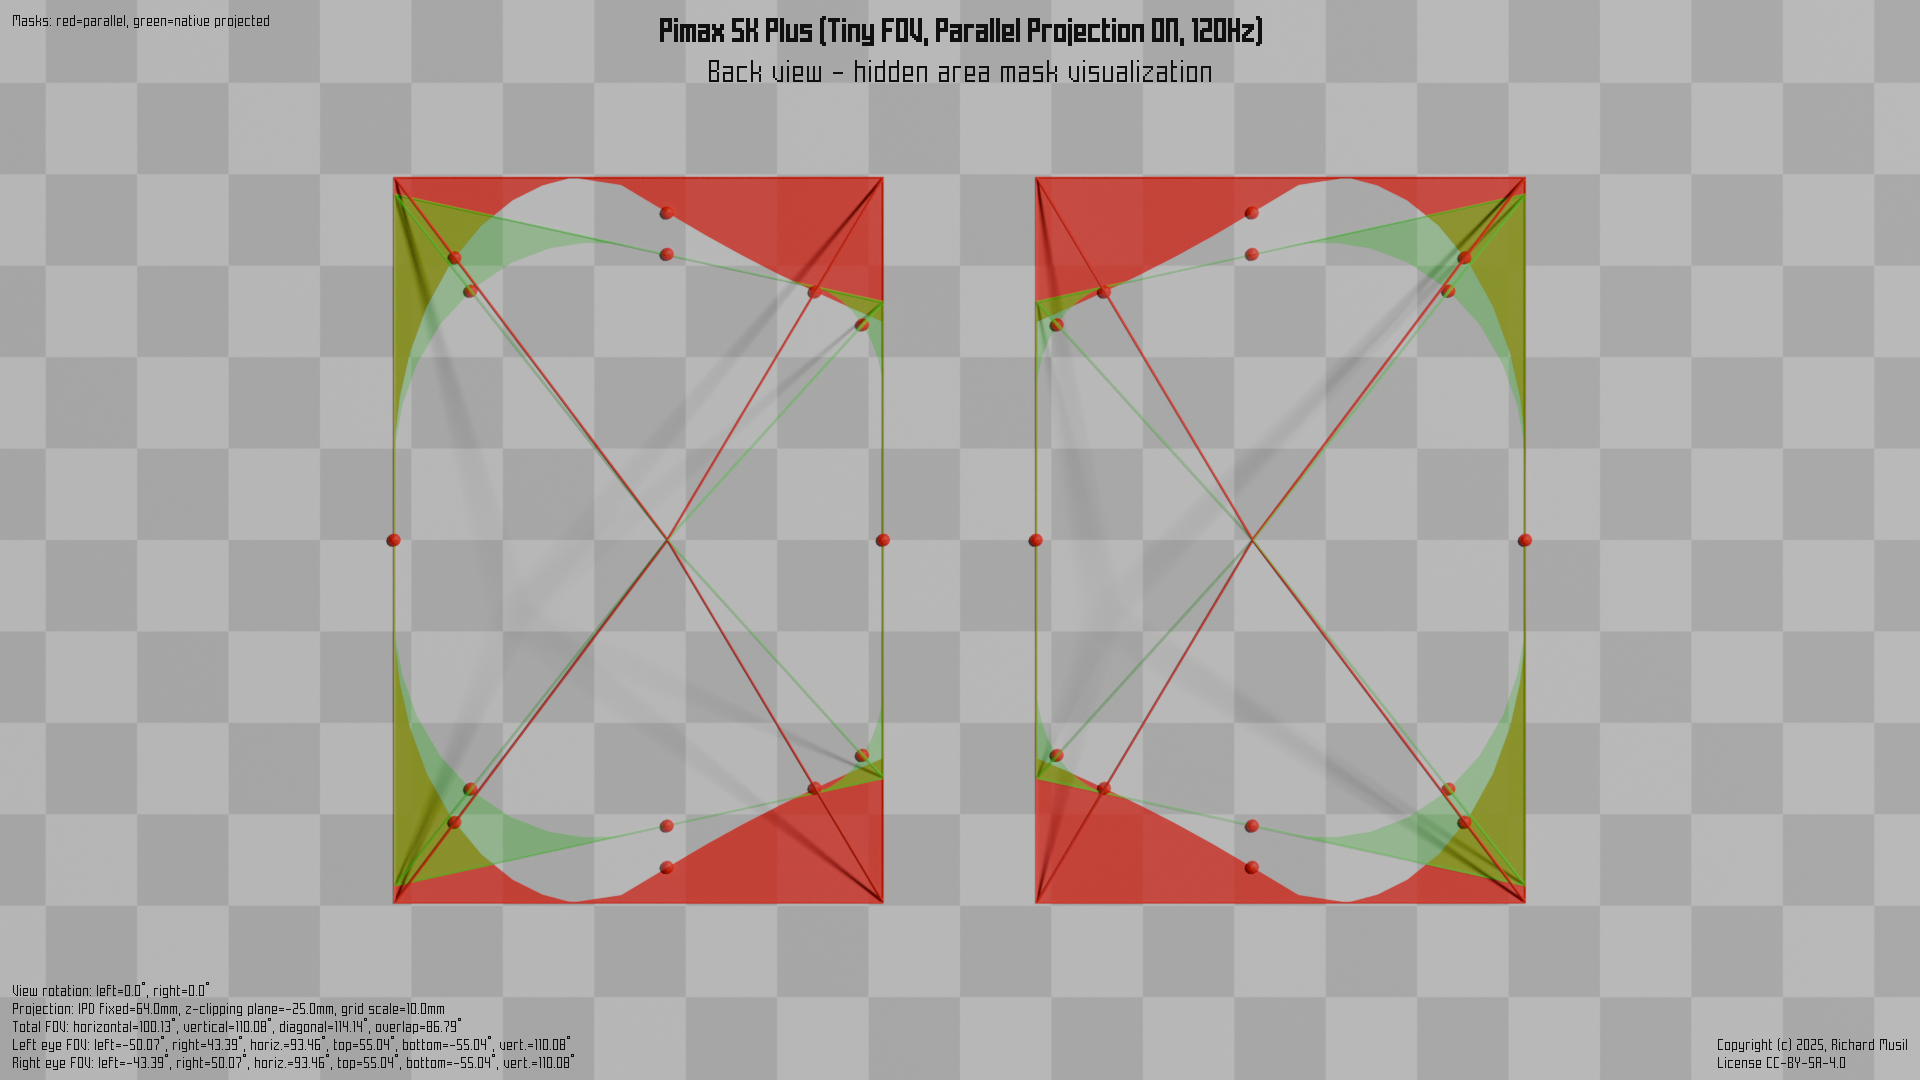 Masks: red=parallel, green=native projected
Pimax 5K Plus (Tiny FOV, Parallel Projection ON, 120Hz)
Back view - hidden area mask visualization
View rotation: left=0.0°, right=0.0°
Projection: IPD fixed=64.0mm, z-clipping plane=-25.0mm, grid scale=10.0mm
Total FOV: horizontal=100.13°, vertical=110.08°, diagonal=114.14°, overlap=86.79°
Left eye FOV: left=-50.07°, right=43.39°, horiz.=93.46°, top=55.04°, bottom=-55.04°, vert.=110.08°
Right eye FOV: left=-43.39°, right=50.07°, horiz.=93.46°, top=55.04°, bottom=-55.04°, vert.=110.08°
Copyright (c) 2025, Richard Musil
License CC-BY-SA-4.0